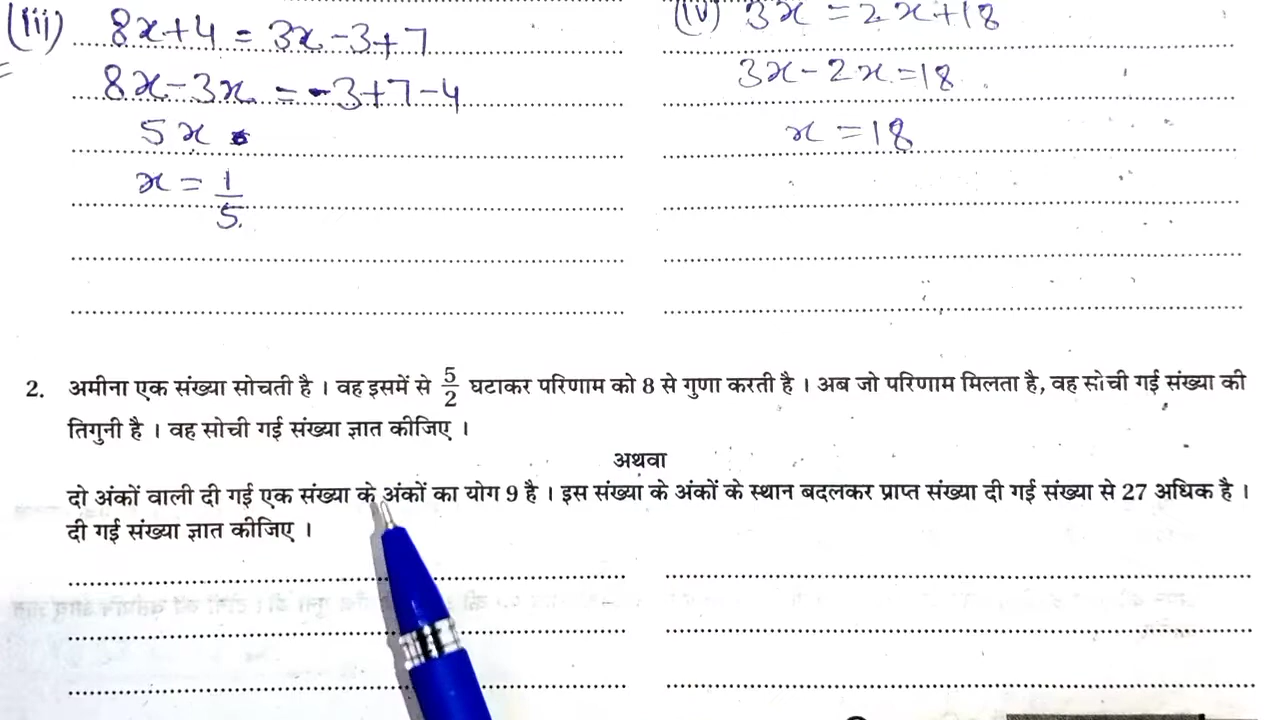 (iii) 8x+4 = 3x-3+7
8x-3x = -3+7-4
5x
x = 1/5
(iv) 3x = 2x+18
3x-2x=18
x = 18
2. अमीना एक संख्या सोचती है । वह इसमें से 5/2 घटाकर परिणाम को 8 से गुणा करती है । अब जो परिणाम मिलता है, वह सोची गई संख्या की
तिगुनी है । वह सोची गई संख्या ज्ञात कीजिए ।
अथवा
दो अंकों वाली दी गई एक संख्या के अंकों का योग 9 है । इस संख्या के अंकों के स्थान बदलकर प्राप्त संख्या दी गई संख्या से 27 अधिक है ।
दी गई संख्या ज्ञात कीजिए ।